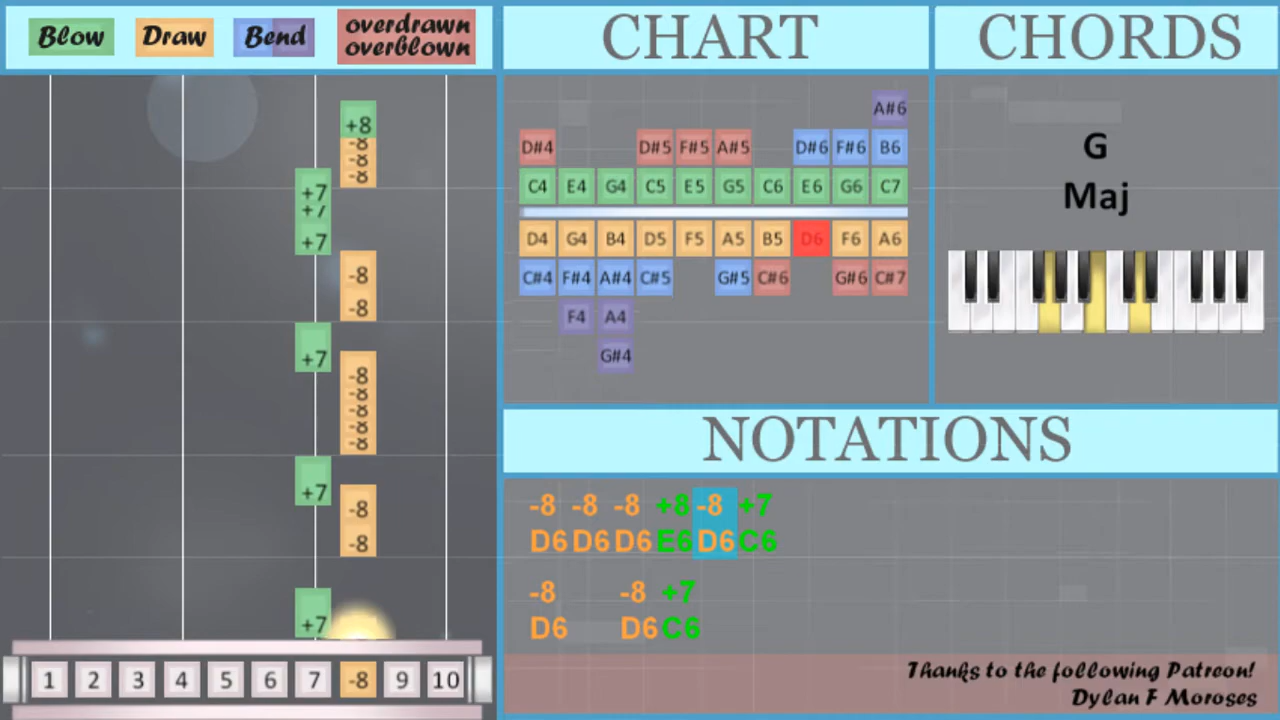 Blow Draw Bend overdrawn
overblown
CHART
CHORDS
+8
-8
-8
-8
+7
+7
+7
-8
-8
+7
-8
-8
-8
-8
-8
+7
-8
-8
+7
1 2 3 4 5 6 7 -8 9 10
A#6
D#4 D#5 F#5 A#5 D#6 F#6 B6
C4 E4 G4 C5 E5 G5 C6 E6 G6 C7
D4 G4 B4 D5 F5 A5 B5 D6 F6 A6
C#4 F#4 A#4 C#5 G#5 C#6 G#6 C#7
F4 A4
G#4
G
Maj
NOTATIONS
-8 -8 -8 +8 -8 +7
D6 D6 D6 E6 D6 C6
-8 -8 +7
D6 D6 C6
Thanks to the following Patreon!
Dylan F Moroses